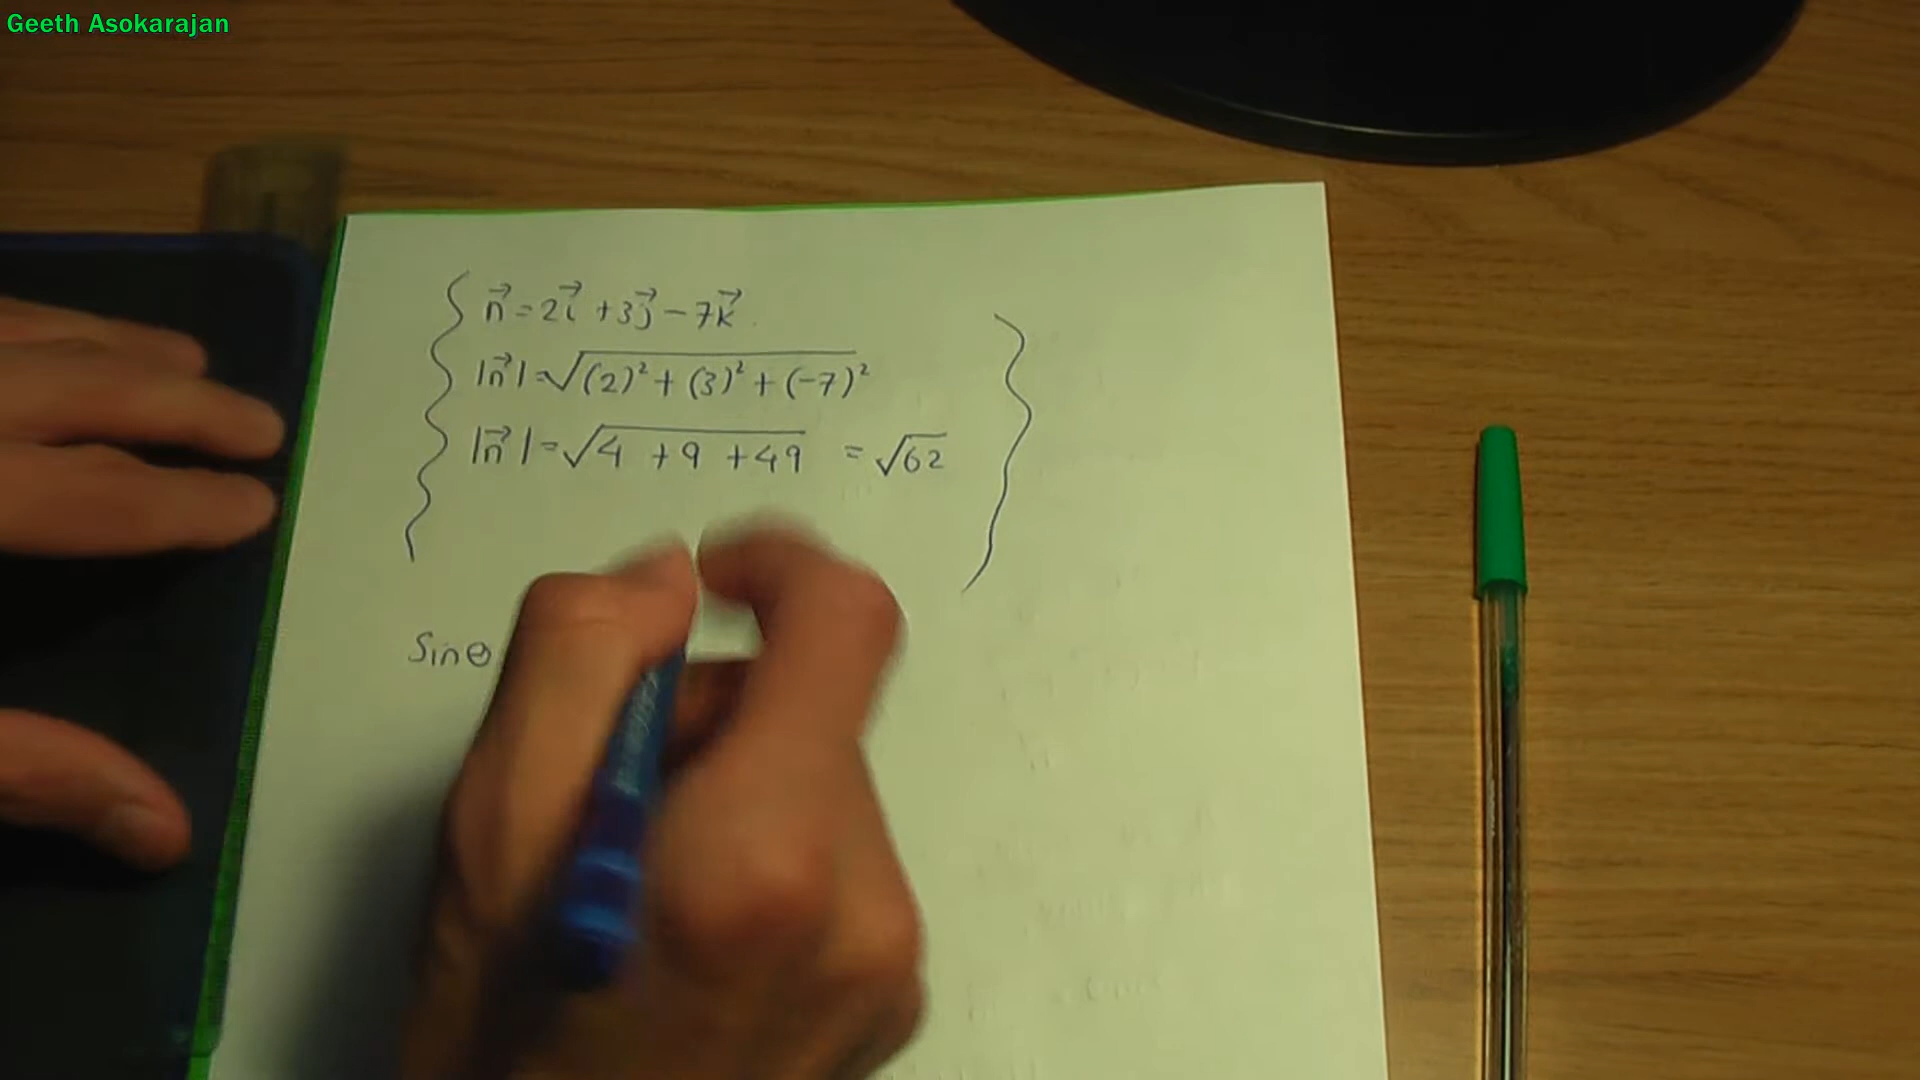 Geeth Asokarajan
n⃗ = 2i⃗ + 3j⃗ - 7k⃗
|n⃗| = √(2)² + (3)² + (-7)²
|n⃗| = √4 + 9 + 49 = √62
Sinθ